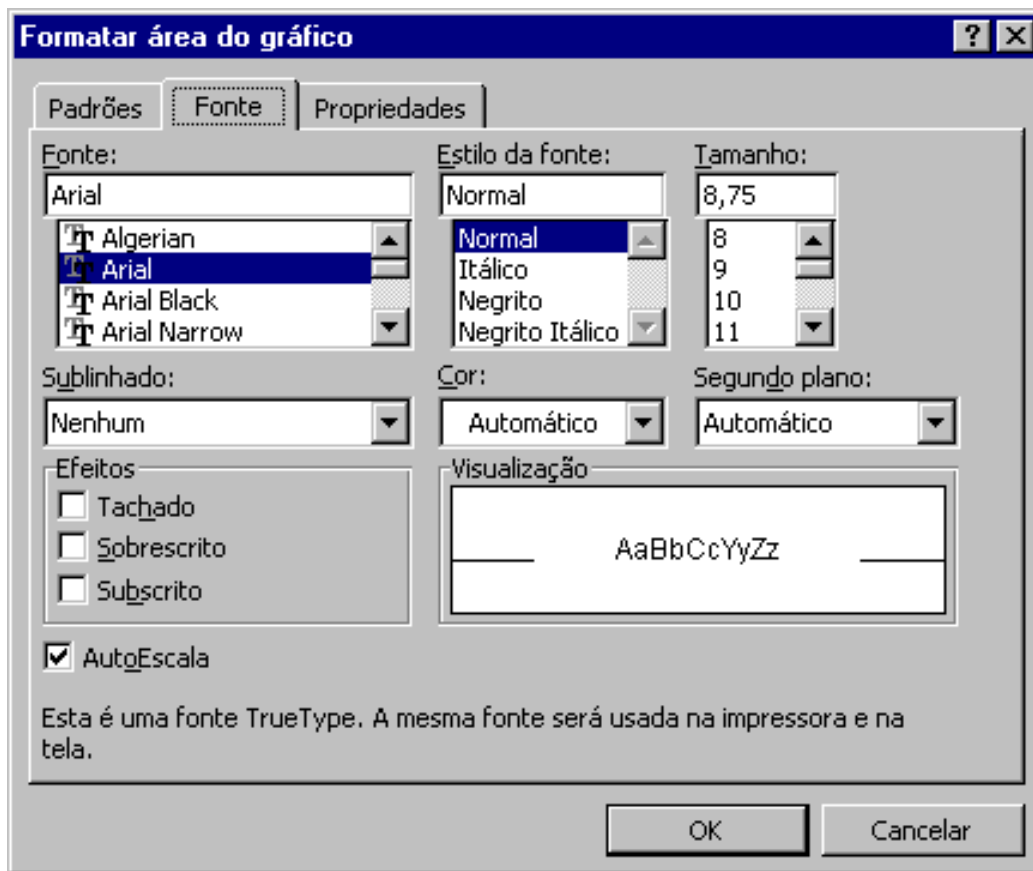 Formatar área do gráfico
Padrões Fonte Propriedades
Fonte: Estilo da fonte: Tamanho:
Arial Normal 8,75
Algerian Normal 8
Arial Itálico 9
Arial Black Negrito 10
Arial Narrow Negrito Itálico 11
Sublinhado: Cor: Segundo plano:
Nenhum Automático Automático
Efeitos Visualização
Tachado
Sobrescrito AaBbCcYyZz
Subscrito
AutoEscala
Esta é uma fonte TrueType. A mesma fonte será usada na impressora e na
tela.
OK Cancelar